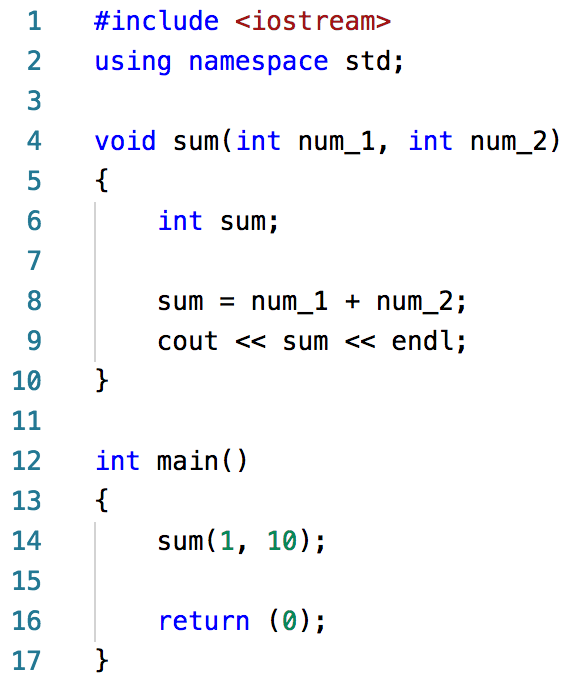 1 #include <iostream>
2 using namespace std;
3
4 void sum(int num_1, int num_2)
5 {
6     int sum;
7
8     sum = num_1 + num_2;
9     cout << sum << endl;
10 }
11
12 int main()
13 {
14     sum(1, 10);
15
16     return (0);
17 }